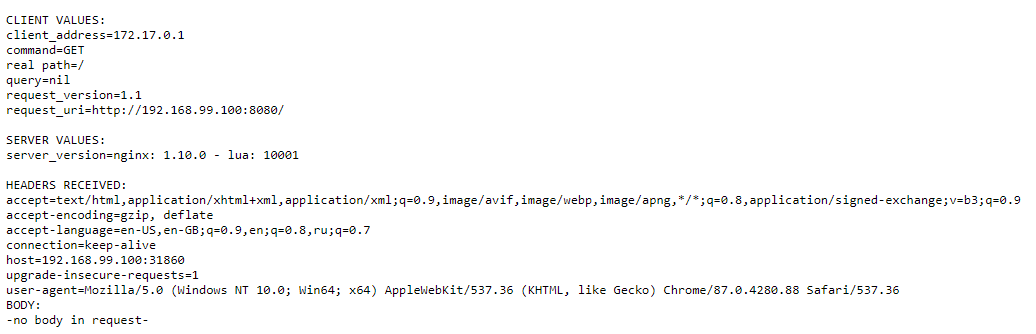 CLIENT VALUES:
client_address=172.17.0.1
command=GET
real path=/
query=nil
request_version=1.1
request_uri=http://192.168.99.100:8080/
SERVER VALUES:
server_version=nginx: 1.10.0 - lua: 10001
HEADERS RECEIVED:
accept=text/html,application/xhtml+xml,application/xml;q=0.9,image/avif,image/webp,image/apng,*/*;q=0.8,application/signed-exchange;v=b3;q=0.9
accept-encoding=gzip, deflate
accept-language=en-US,en-GB;q=0.9,en;q=0.8,ru;q=0.7
connection=keep-alive
host=192.168.99.100:31860
upgrade-insecure-requests=1
user-agent=Mozilla/5.0 (Windows NT 10.0; Win64; x64) AppleWebKit/537.36 (KHTML, like Gecko) Chrome/87.0.4280.88 Safari/537.36
BODY:
-no body in request-